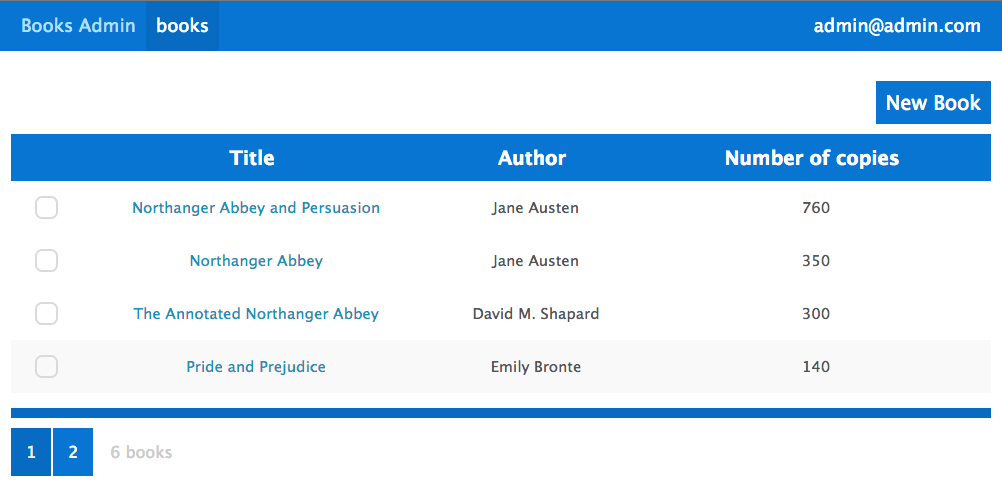 Books Admin books admin@admin.com
New Book
Title Author Number of copies
Northanger Abbey and Persuasion Jane Austen 760
Northanger Abbey Jane Austen 350
The Annotated Northanger Abbey David M. Shapard 300
Pride and Prejudice Emily Bronte 140
1 2 6 books